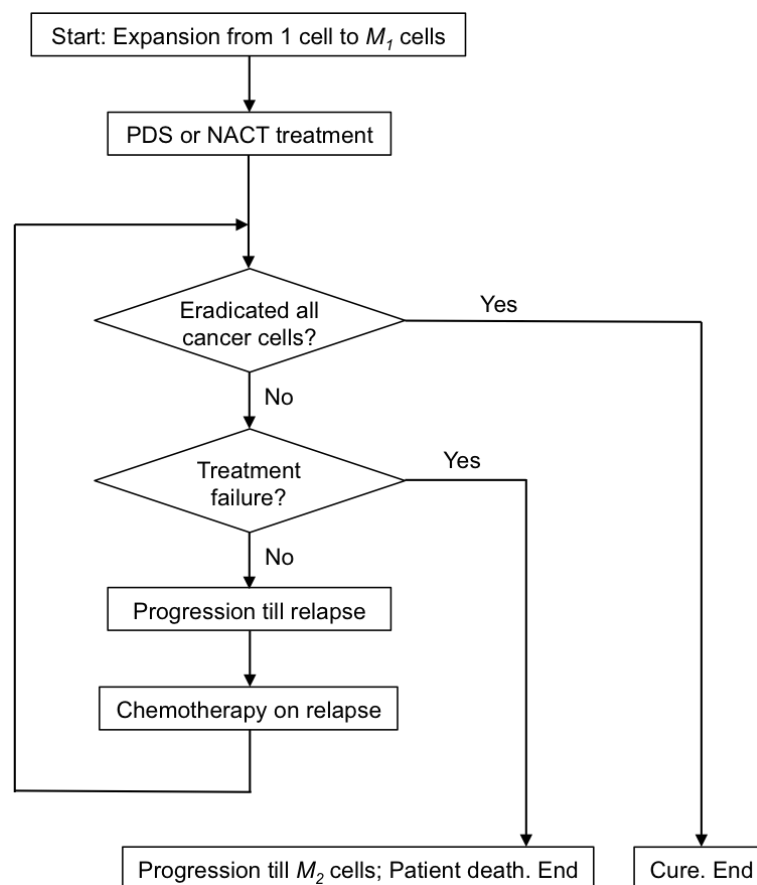 Start: Expansion from 1 cell to M1 cells
PDS or NACT treatment
Eradicated all
cancer cells?
Yes
No
Treatment
failure?
Yes
No
Progression till relapse
Chemotherapy on relapse
Progression till M2 cells; Patient death. End
Cure. End